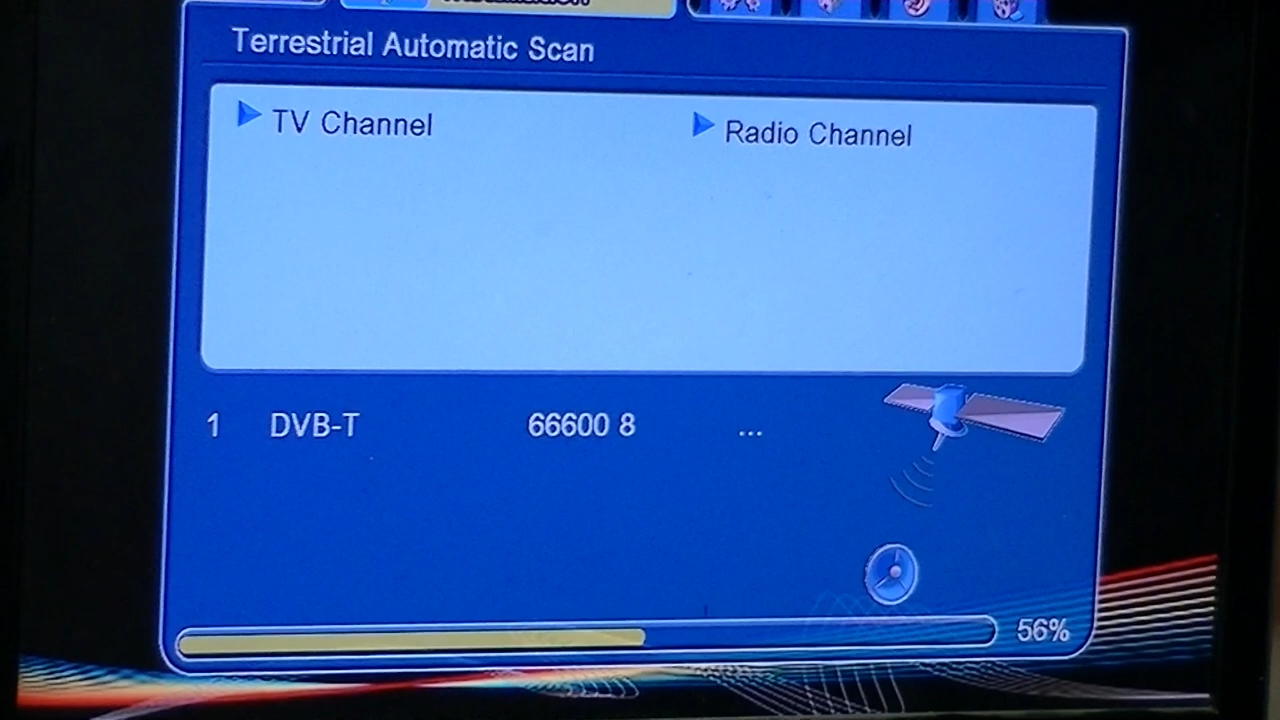 Terrestrial Automatic Scan
TV Channel
Radio Channel
1 DVB-T 66600 8 ...
56%